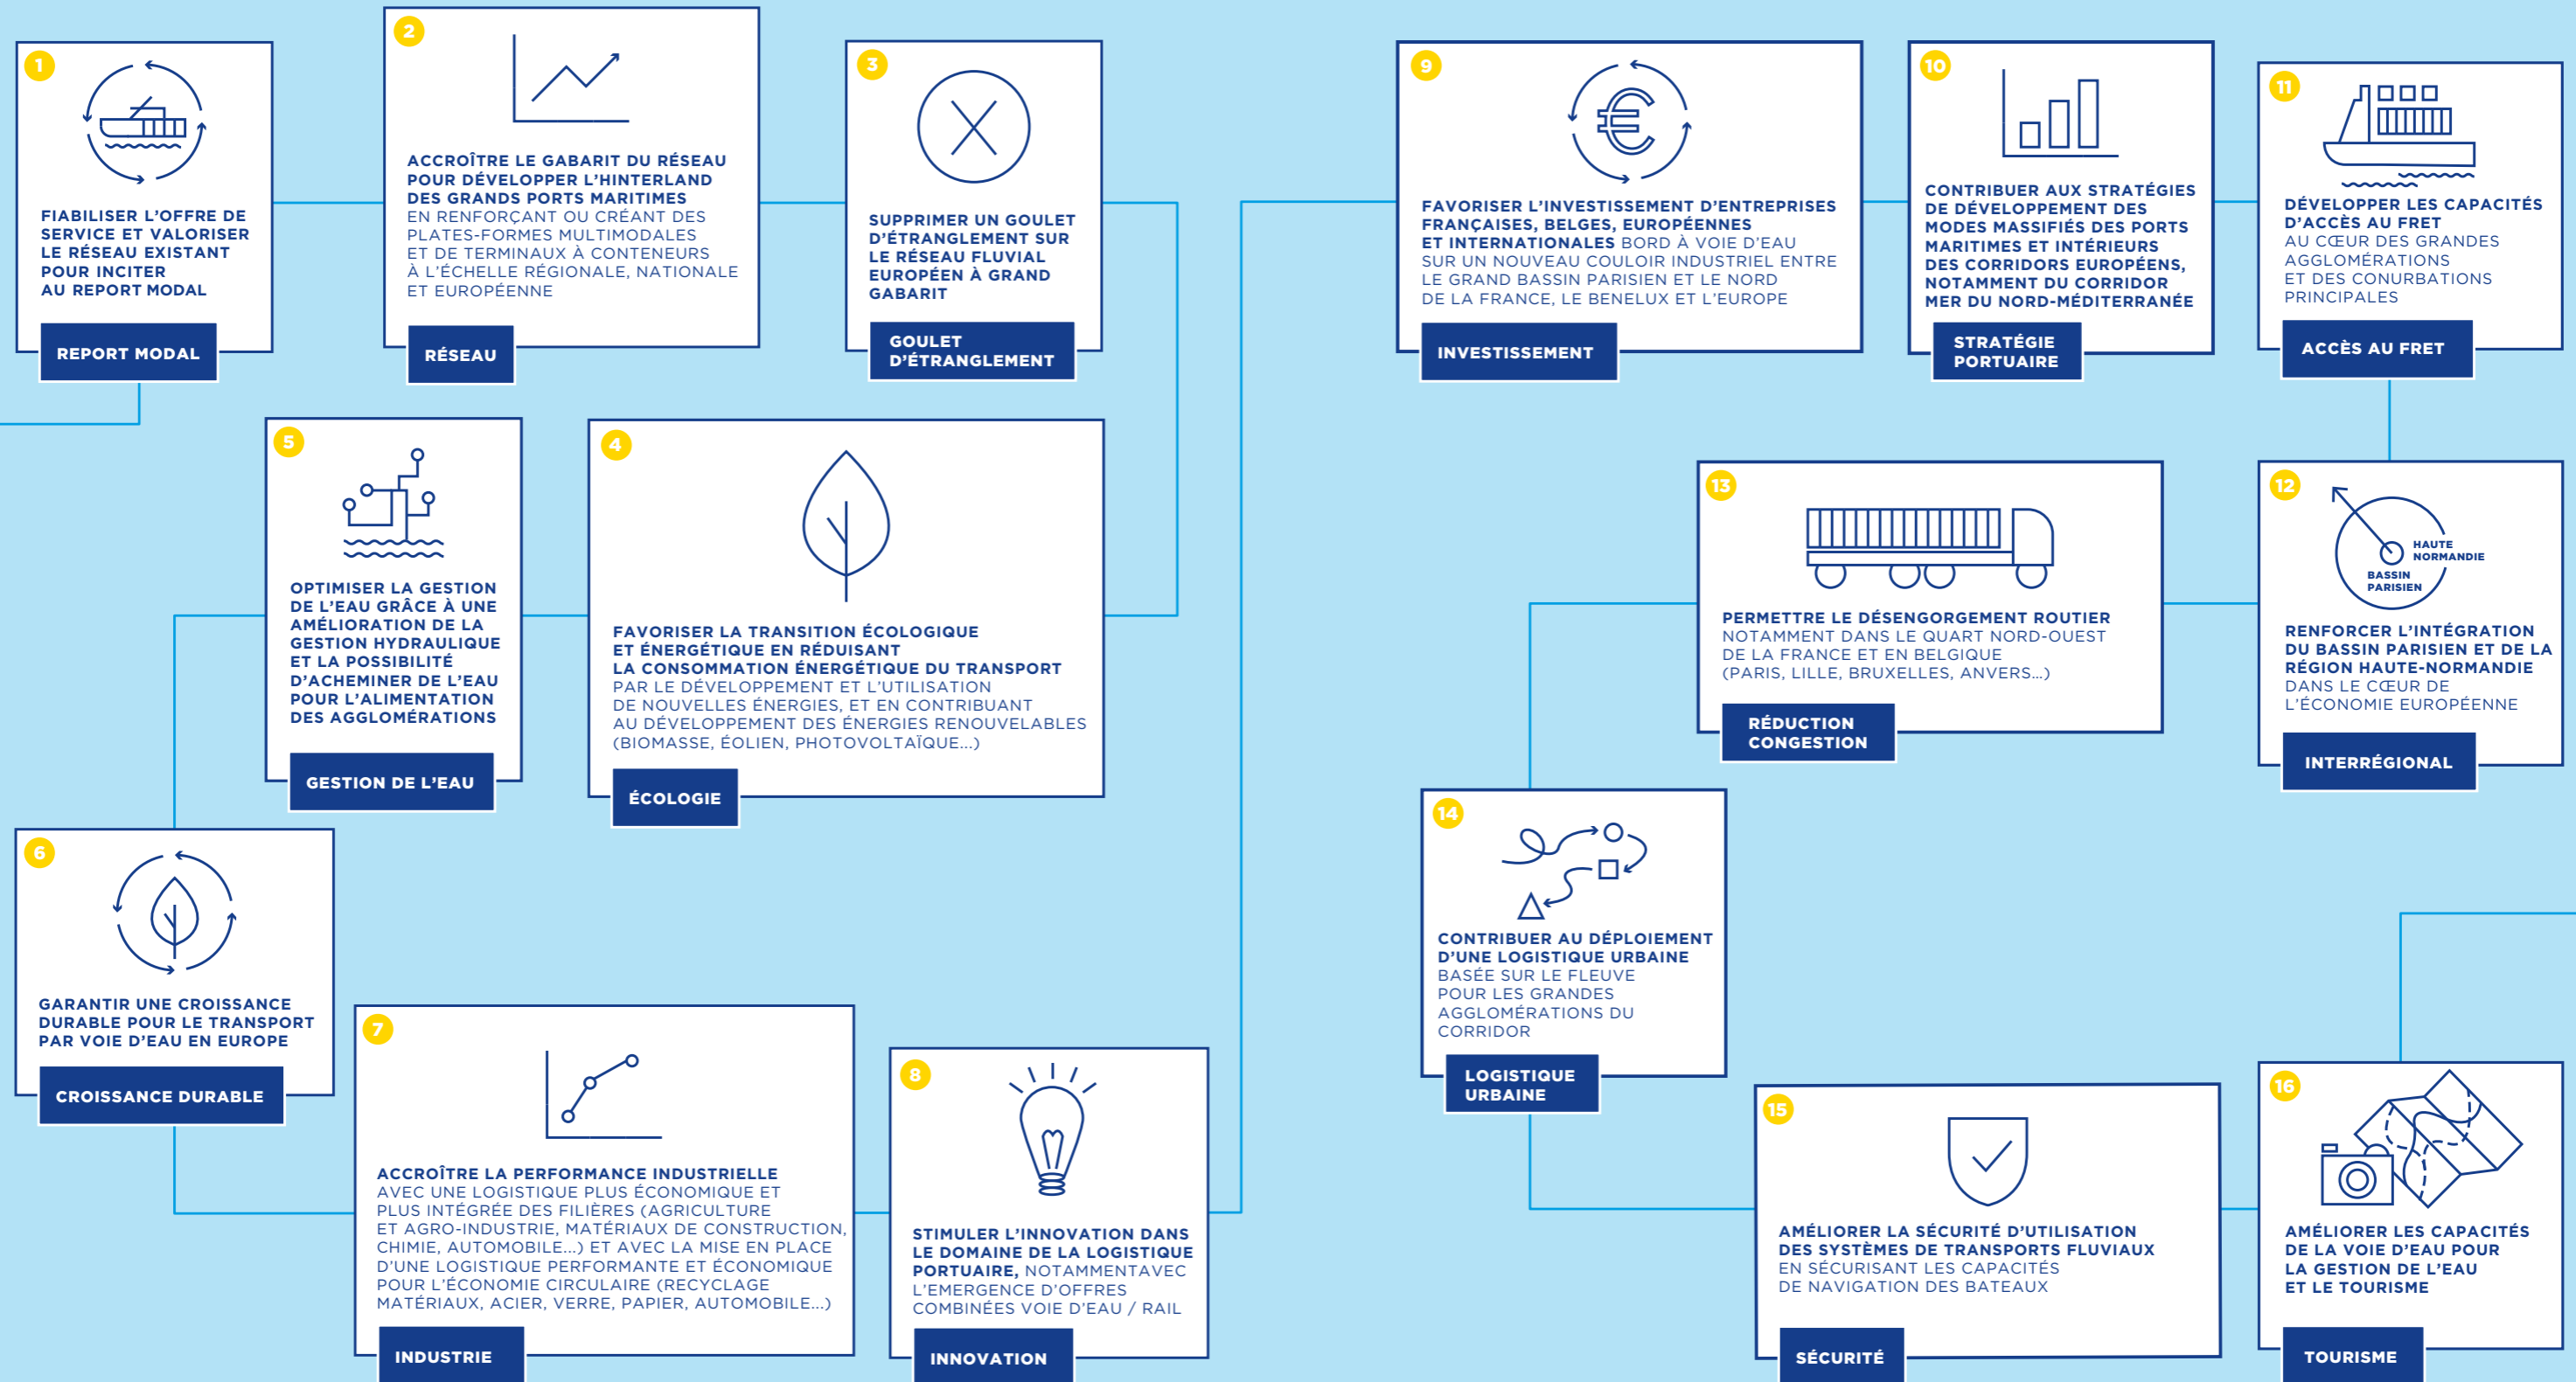 1
FIABILISER L'OFFRE DE
SERVICE ET VALORISER
LE RÉSEAU EXISTANT
POUR INCITER
AU REPORT MODAL
REPORT MODAL
2
ACCROÎTRE LE GABARIT DU RÉSEAU
POUR DÉVELOPPER L'HINTERLAND
DES GRANDS PORTS MARITIMES
EN RENFORÇANT OU CRÉANT DES
PLATES-FORMES MULTIMODALES
ET DE TERMINAUX À CONTENEURS
À L'ÉCHELLE RÉGIONALE, NATIONALE
ET EUROPÉENNE
RÉSEAU
3
SUPPRIMER UN GOULET
D'ÉTRANGLEMENT SUR
LE RÉSEAU FLUVIAL
EUROPÉEN À GRAND
GABARIT
GOULET
D'ÉTRANGLEMENT
4
FAVORISER LA TRANSITION ÉCOLOGIQUE
ET ÉNERGÉTIQUE EN RÉDUISANT
LA CONSOMMATION ÉNERGÉTIQUE DU TRANSPORT
PAR LE DÉVELOPPEMENT ET L'UTILISATION
DE NOUVELLES ÉNERGIES, ET EN CONTRIBUANT
AU DÉVELOPPEMENT DES ÉNERGIES RENOUVELABLES
(BIOMASSE, ÉOLIEN, PHOTOVOLTAÏQUE...)
ÉCOLOGIE
5
OPTIMISER LA GESTION
DE L'EAU GRÂCE À UNE
AMÉLIORATION DE LA
GESTION HYDRAULIQUE
ET LA POSSIBILITÉ
D'ACHEMINER DE L'EAU
POUR L'ALIMENTATION
DES AGGLOMÉRATIONS
GESTION DE L'EAU
6
GARANTIR UNE CROISSANCE
DURABLE POUR LE TRANSPORT
PAR VOIE D'EAU EN EUROPE
CROISSANCE DURABLE
7
ACCROÎTRE LA PERFORMANCE INDUSTRIELLE
AVEC UNE LOGISTIQUE PLUS ÉCONOMIQUE ET
PLUS INTÉGRÉE DES FILIÈRES (AGRICULTURE
ET AGRO-INDUSTRIE, MATÉRIAUX DE CONSTRUCTION,
CHIMIE, AUTOMOBILE...) ET AVEC LA MISE EN PLACE
D'UNE LOGISTIQUE PERFORMANTE ET ÉCONOMIQUE
POUR L'ÉCONOMIE CIRCULAIRE (RECYCLAGE
MATÉRIAUX, ACIER, VERRE, PAPIER, AUTOMOBILE...)
INDUSTRIE
8
STIMULER L'INNOVATION DANS
LE DOMAINE DE LA LOGISTIQUE
PORTUAIRE, NOTAMMENTAVEC
L'EMERGENCE D'OFFRES
COMBINÉES VOIE D'EAU / RAIL
INNOVATION
9
€
FAVORISER L'INVESTISSEMENT D'ENTREPRISES
FRANÇAISES, BELGES, EUROPÉENNES
ET INTERNATIONALES BORD À VOIE D'EAU
SUR UN NOUVEAU COULOIR INDUSTRIEL ENTRE
LE GRAND BASSIN PARISIEN ET LE NORD
DE LA FRANCE, LE BENELUX ET L'EUROPE
INVESTISSEMENT
10
CONTRIBUER AUX STRATÉGIES
DE DÉVELOPPEMENT DES
MODES MASSIFIÉS DES PORTS
MARITIMES ET INTÉRIEURS
DES CORRIDORS EUROPÉENS,
NOTAMMENT DU CORRIDOR
MER DU NORD-MÉDITERRANÉE
STRATÉGIE
PORTUAIRE
11
DÉVELOPPER LES CAPACITÉS
D'ACCÈS AU FRET
AU CŒUR DES GRANDES
AGGLOMÉRATIONS
ET DES CONURBATIONS
PRINCIPALES
ACCÈS AU FRET
12
HAUTE
NORMANDIE
BASSIN
PARISIEN
RENFORCER L'INTÉGRATION
DU BASSIN PARISIEN ET DE LA
RÉGION HAUTE-NORMANDIE
DANS LE CŒUR DE
L'ÉCONOMIE EUROPÉENNE
INTERRÉGIONAL
13
PERMETTRE LE DÉSENGORGEMENT ROUTIER
NOTAMMENT DANS LE QUART NORD-OUEST
DE LA FRANCE ET EN BELGIQUE
(PARIS, LILLE, BRUXELLES, ANVERS...)
RÉDUCTION
CONGESTION
14
CONTRIBUER AU DÉPLOIEMENT
D'UNE LOGISTIQUE URBAINE
BASÉE SUR LE FLEUVE
POUR LES GRANDES
AGGLOMÉRATIONS DU
CORRIDOR
LOGISTIQUE
URBAINE
15
AMÉLIORER LA SÉCURITÉ D'UTILISATION
DES SYSTÈMES DE TRANSPORTS FLUVIAUX
EN SÉCURISANT LES CAPACITÉS
DE NAVIGATION DES BATEAUX
SÉCURITÉ
16
AMÉLIORER LES CAPACITÉS
DE LA VOIE D'EAU POUR
LA GESTION DE L'EAU
ET LE TOURISME
TOURISME